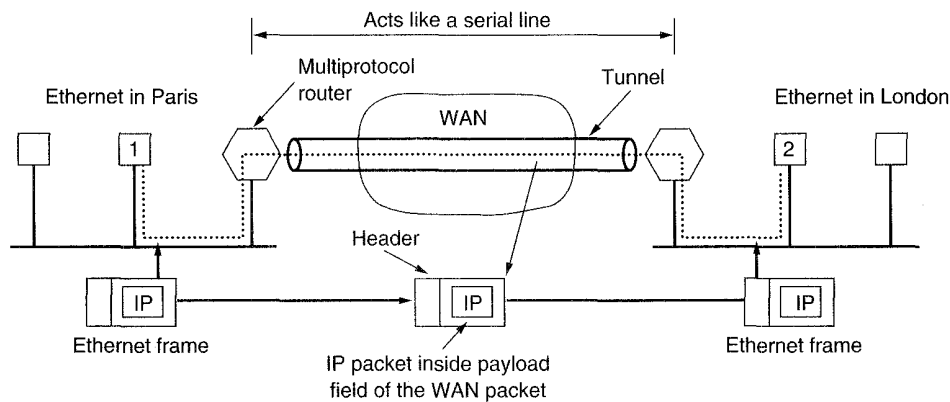 Acts like a serial line
Multiprotocol
router
Tunnel
Ethernet in Paris
WAN
Ethernet in London
1
2
Header
IP
IP
IP
Ethernet frame
Ethernet frame
IP packet inside payload
field of the WAN packet